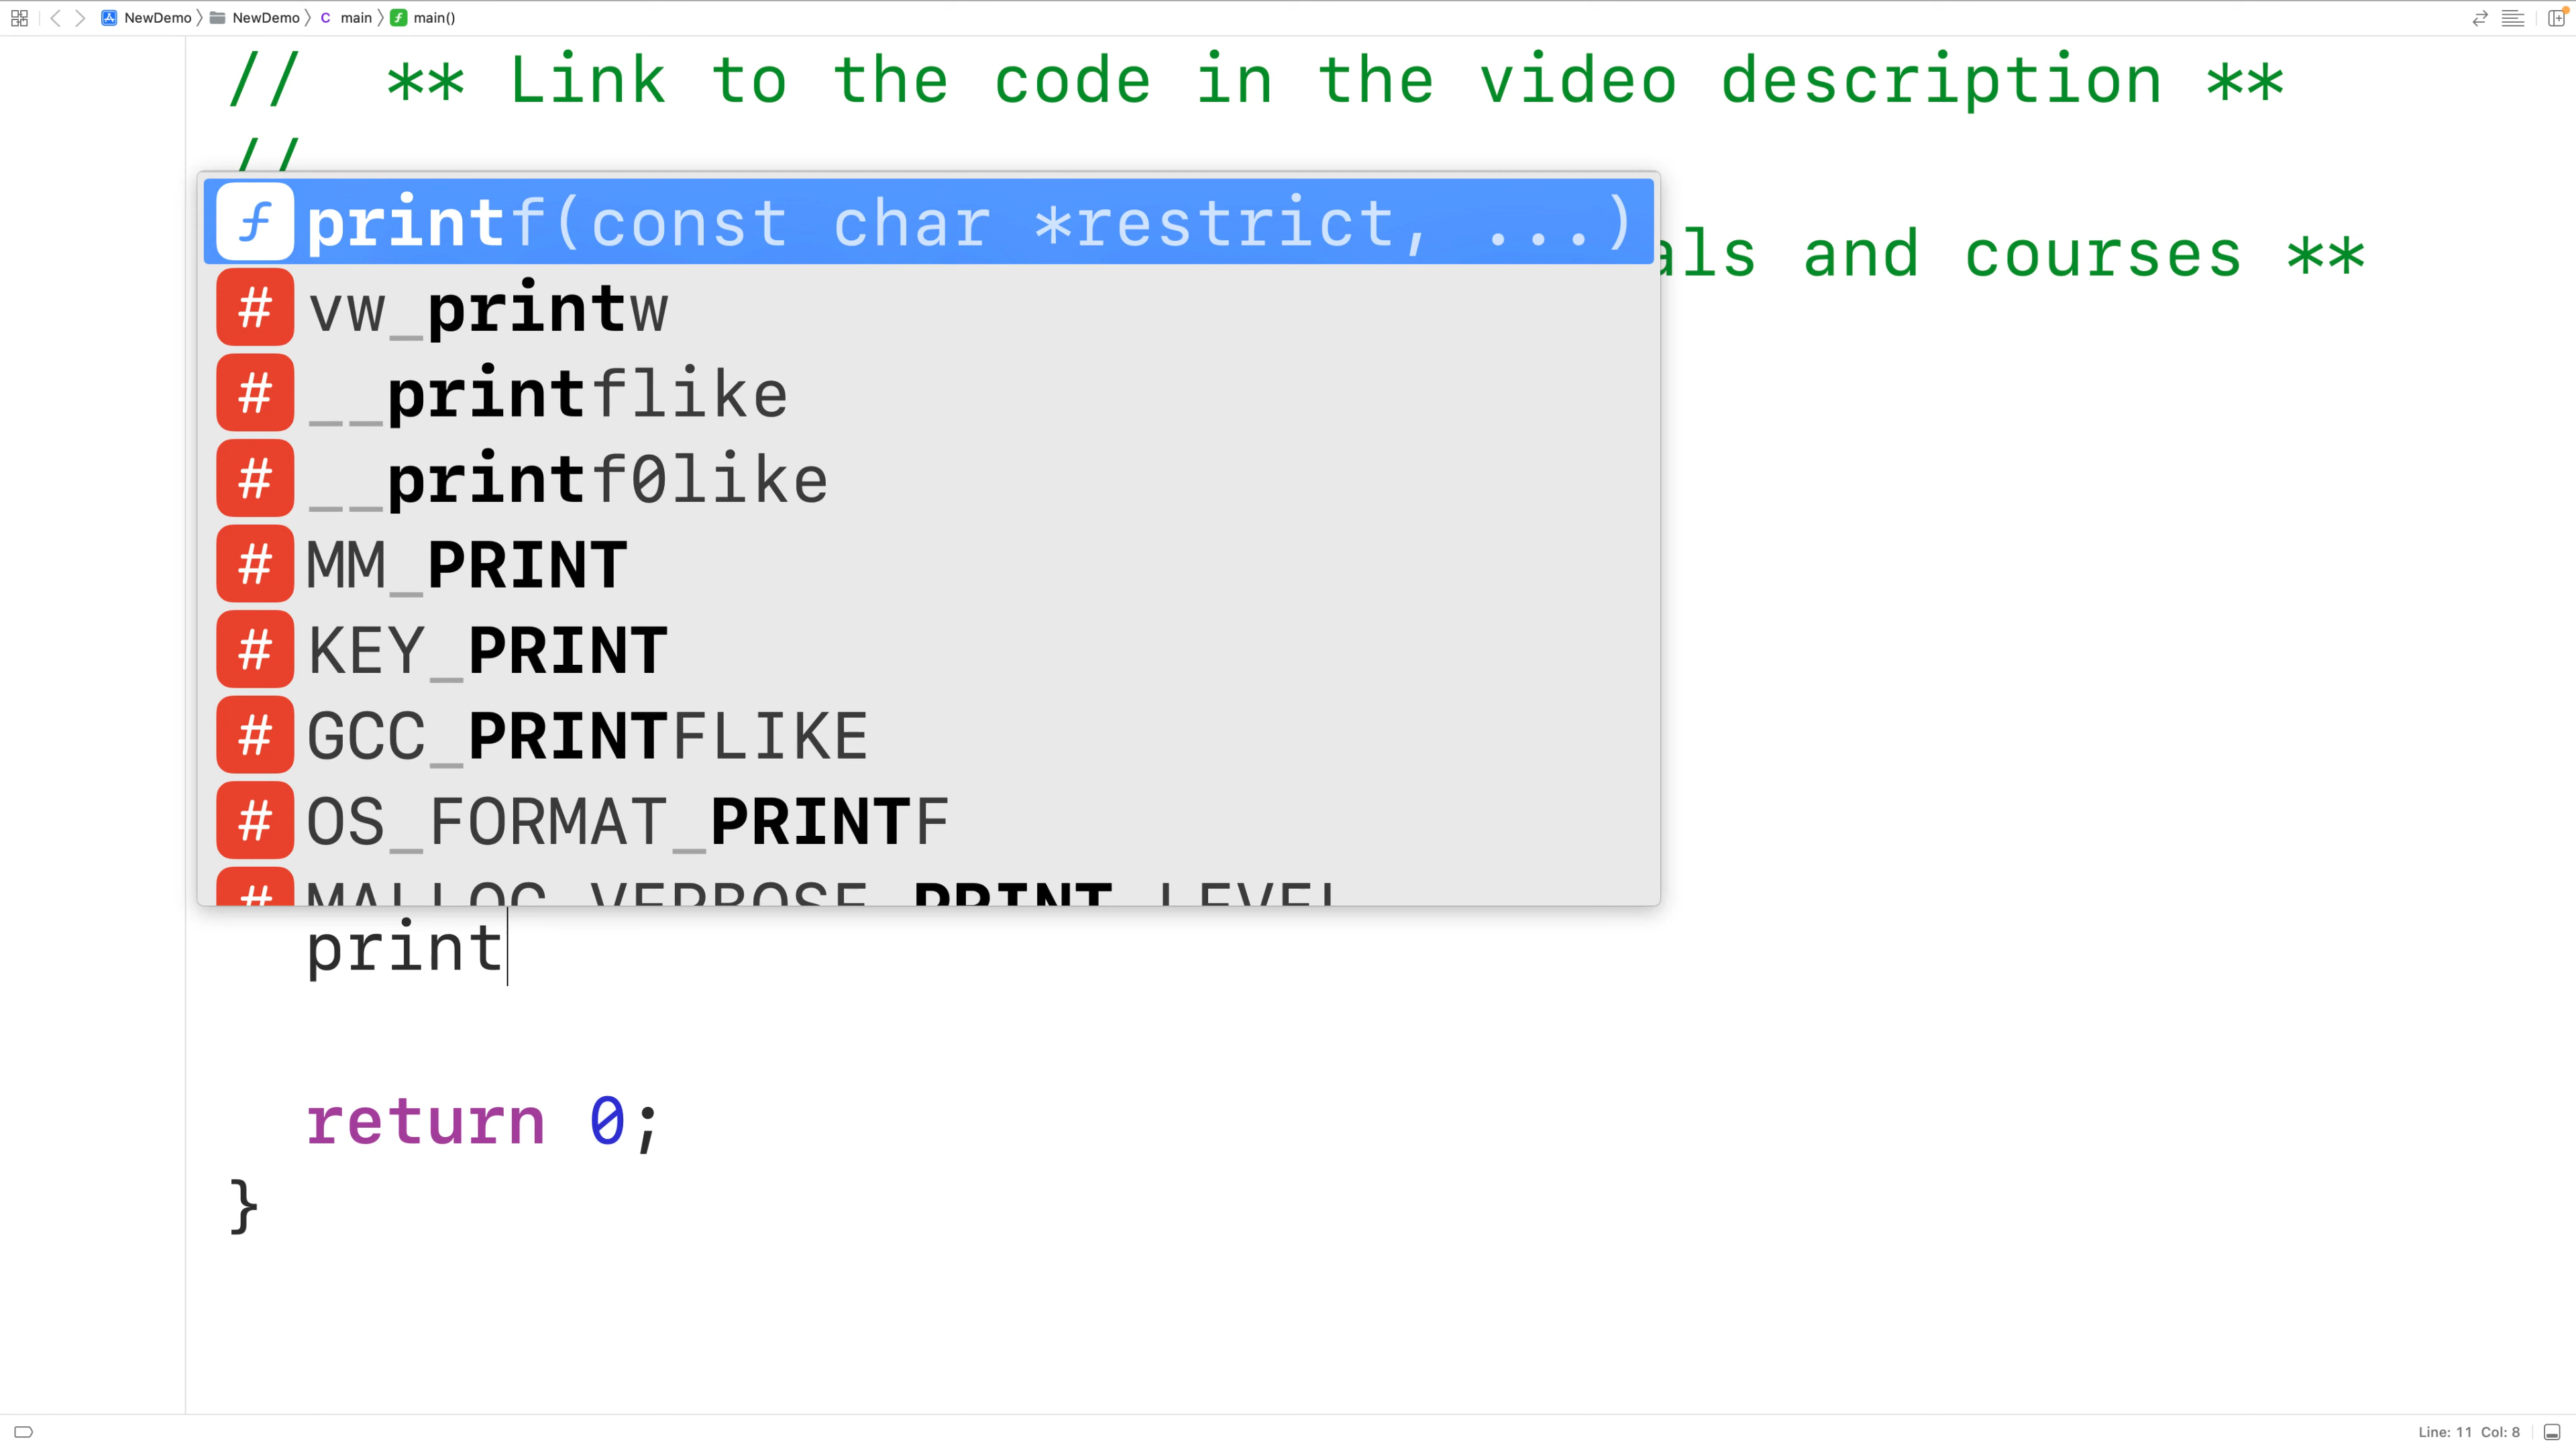 NewDemo NewDemo C main f main()
// ** Link to the code in the video description **
//
f printf(const char *restrict, ...)
and courses **
# vw_printw
# __printflike
# __printf0like
# MM_PRINT
# KEY_PRINT
# GCC_PRINTFLIKE
# OS_FORMAT_PRINTF
# MALLOC_VERBOSE_PRINT_LEVEL
print
return 0;
}
Line: 11 Col: 8